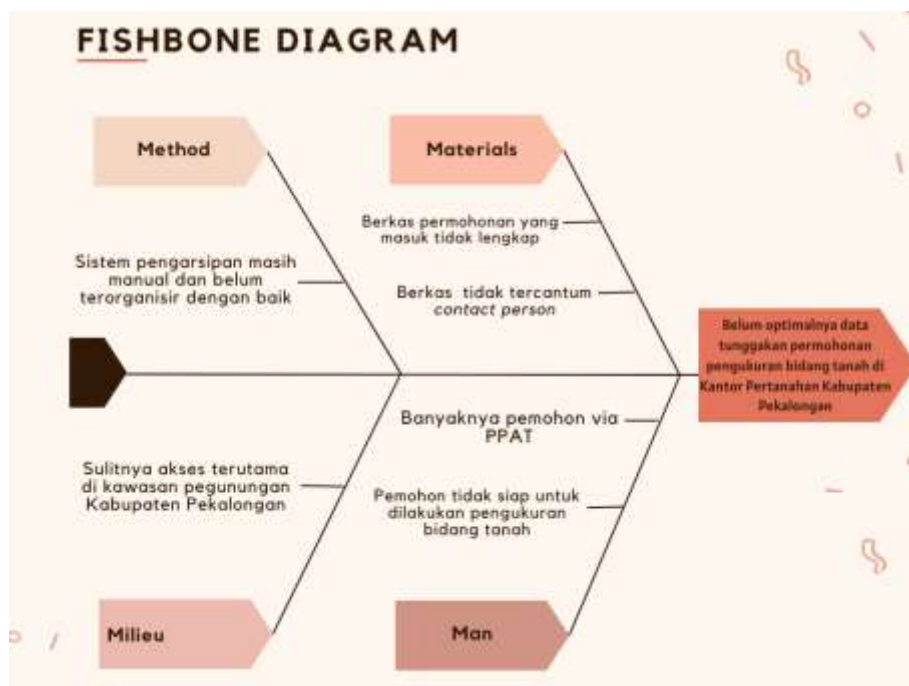 FISHBONE DIAGRAM
Method
Materials
Berkas permohonan yang
masuk tidak lengkap
Sistem pengarsipan masih
manual dan belum
terorganisir dengan baik
Berkas tidak tercantum
contact person
Belum optimalnya data
tunggakan permohonan
pengukuran bidang tanah di
Kantor Pertanahan Kabupaten
Pekalongan
Banyaknya pemohon via
PPAT
Sulitnya akses terutama
di kawasan pegunungan
Kabupaten Pekalongan
Pemohon tidak siap untuk
dilakukan pengukuran
bidang tanah
Milieu
Man